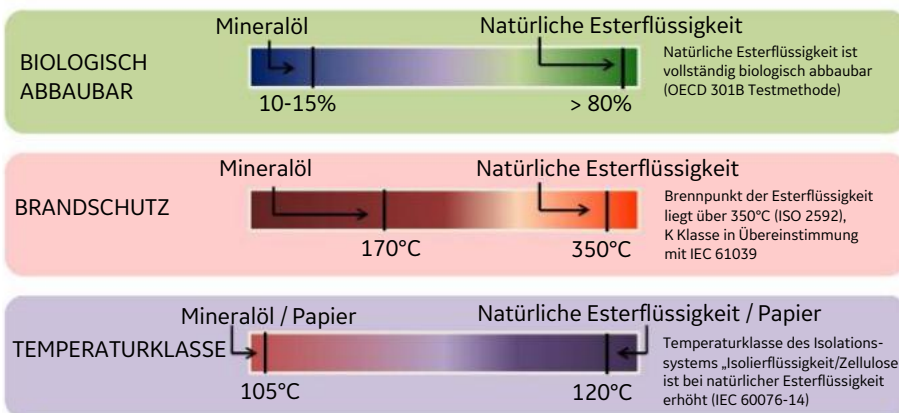 BIOLOGISCH
ABBAUBAR
Mineralöl
Natürliche Esterflüssigkeit
10-15%
> 80%
Natürliche Esterflüssigkeit ist
vollständig biologisch abbaubar
(OECD 301B Testmethode)
BRANDSCHUTZ
Mineralöl
Natürliche Esterflüssigkeit
170°C
350°C
Brennpunkt der Esterflüssigkeit
liegt über 350°C (ISO 2592),
K Klasse in Übereinstimmung
mit IEC 61039
TEMPERATURKLASSE
Mineralöl / Papier
Natürliche Esterflüssigkeit / Papier
105°C
120°C
Temperaturklasse des Isolations-
systems „Isolierflüssigkeit/Zellulose
ist bei natürlicher Esterflüssigkeit
erhöht (IEC 60076-14)